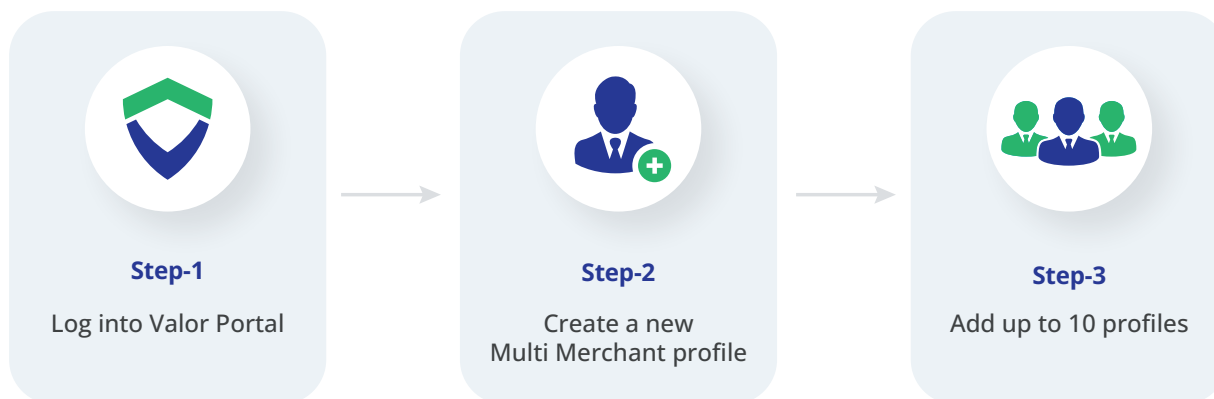 Step-1
Log into Valor Portal
Step-2
Create a new
Multi Merchant profile
Step-3
Add up to 10 profiles